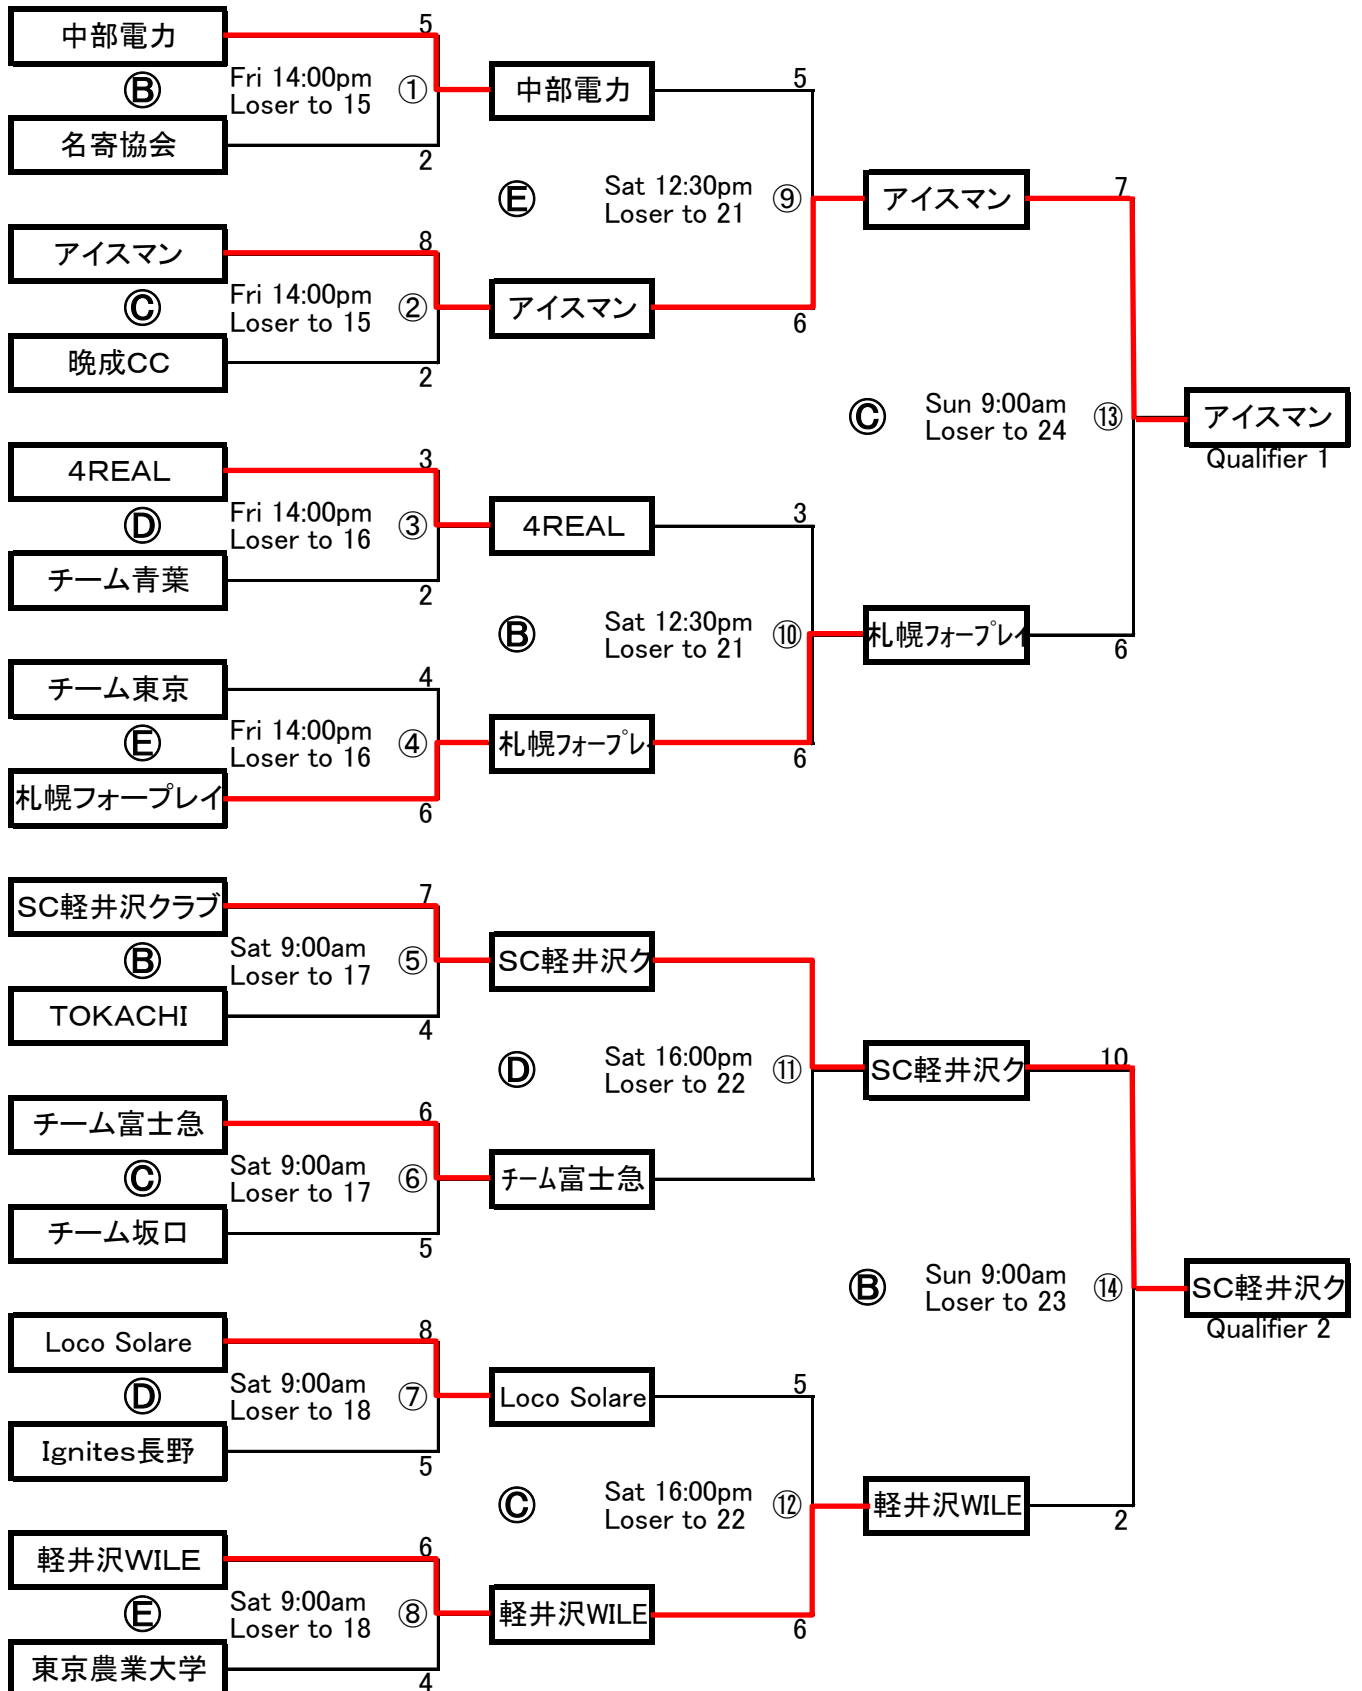 中部電力
5
Ⓑ
Fri 14:00pm
Loser to 15
①
名寄協会
2
中部電力
5
Ⓔ
Sat 12:30pm
Loser to 21
⑨
アイスマン
8
Ⓒ
Fri 14:00pm
Loser to 15
②
晩成CC
2
アイスマン
6
アイスマン
7
4REAL
3
Ⓓ
Fri 14:00pm
Loser to 16
③
チーム青葉
2
4REAL
3
Ⓑ
Sat 12:30pm
Loser to 21
⑩
チーム東京
4
Ⓔ
Fri 14:00pm
Loser to 16
④
札幌フォープレイ
6
札幌フォープレイ
6
札幌フォープレイ
6
Ⓒ
Sun 9:00am
Loser to 24
⑬
アイスマン
Qualifier 1
SC軽井沢クラブ
7
Ⓑ
Sat 9:00am
Loser to 17
⑤
TOKACHI
4
SC軽井沢ク
Ⓓ
Sat 16:00pm
Loser to 22
⑪
チーム富士急
6
Ⓒ
Sat 9:00am
Loser to 17
⑥
チーム坂口
5
チーム富士急
SC軽井沢ク
10
Loco Solare
8
Ⓓ
Sat 9:00am
Loser to 18
⑦
Ignites長野
5
Loco Solare
5
Ⓒ
Sat 16:00pm
Loser to 22
⑫
軽井沢WILE
6
Ⓔ
Sat 9:00am
Loser to 18
⑧
東京農業大学
4
軽井沢WILE
6
軽井沢WILE
2
Ⓑ
Sun 9:00am
Loser to 23
⑭
SC軽井沢ク
Qualifier 2